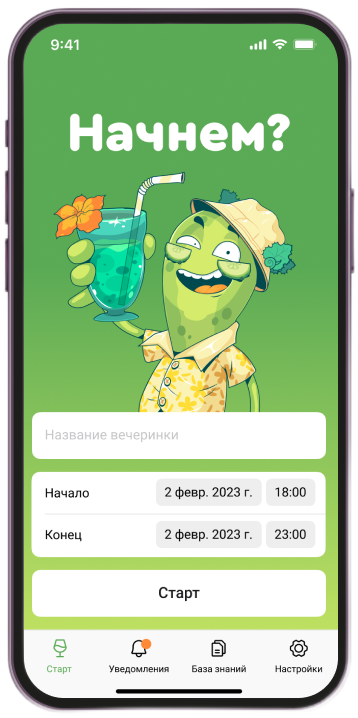 9:41
Начнем?
Название вечеринки
Начало 2 февр. 2023 г. 18:00
Конец 2 февр. 2023 г. 23:00
Старт
Старт Уведомления База знаний Настройки